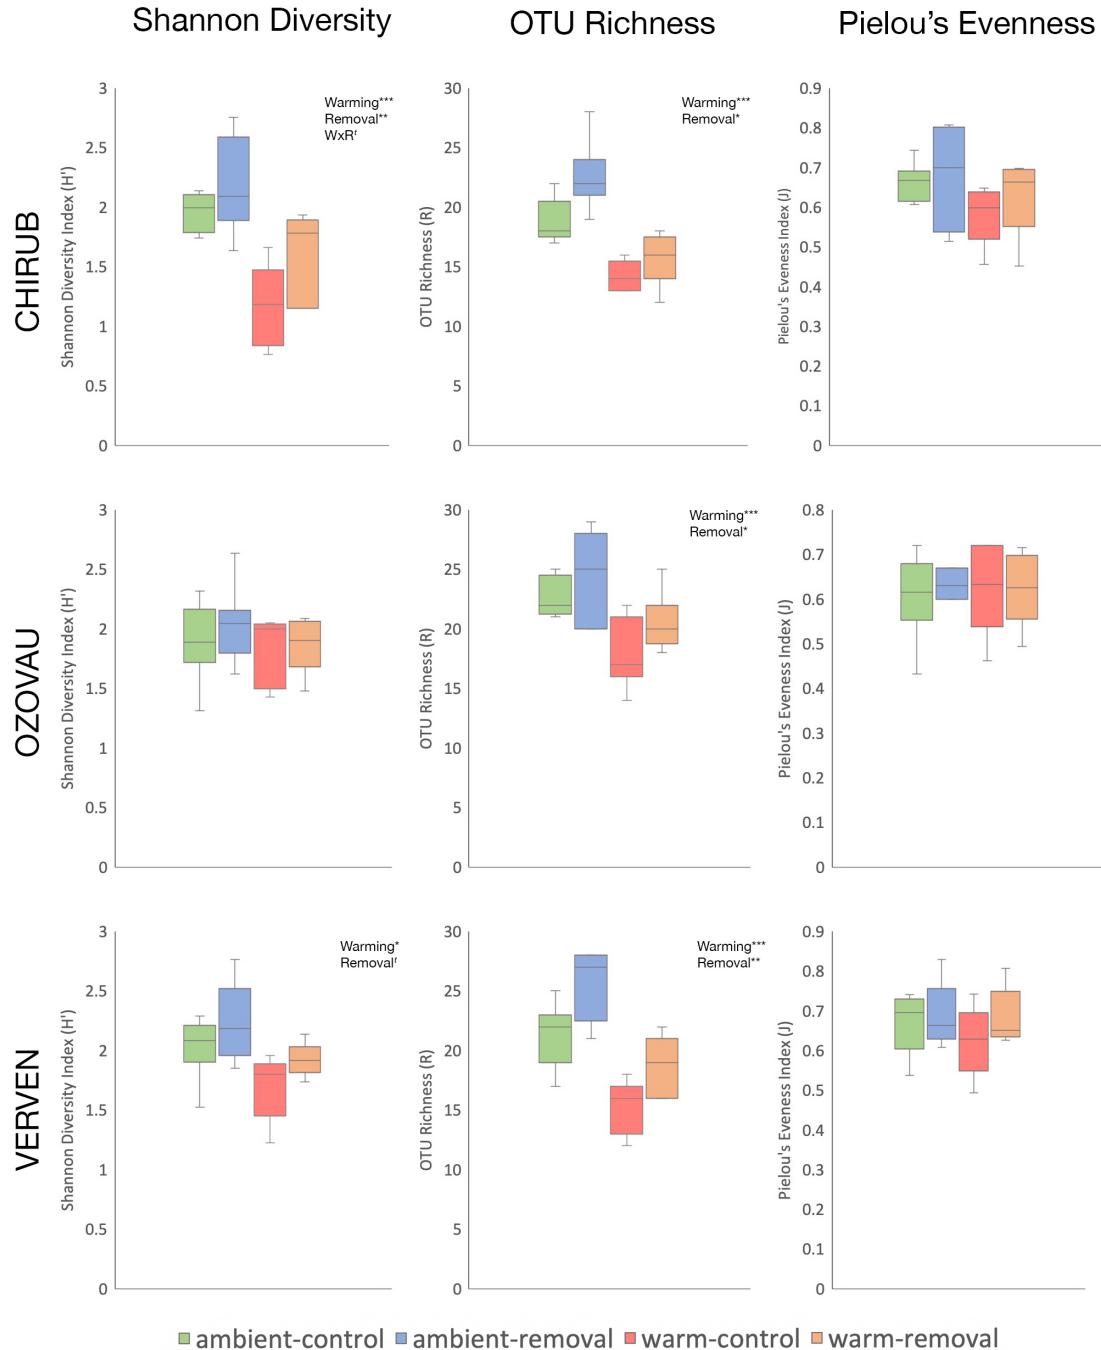 Shannon Diversity
OTU Richness
Pielou's Evenness
CHIRUB
Shannon Diversity Index (H')
3
2.5
2
1.5
1
0.5
0
Warming***
Removal**
WxRᵗ
OTU Richness (R)
30
25
20
15
10
5
0
Warming***
Removal*
Pielou's Eveness Index (J)
0.9
0.8
0.7
0.6
0.5
0.4
0.3
0.2
0.1
0
OZOVAU
Shannon Diversity Index (H')
3
2.5
2
1.5
1
0.5
0
OTU Richness (R)
30
25
20
15
10
5
0
Warming***
Removal*
Pielou's Eveness Index (J)
0.8
0.7
0.6
0.5
0.4
0.3
0.2
0.1
0
VERVEN
Shannon Diversity Index (H')
3
2.5
2
1.5
1
0.5
0
Warming*
Removalᵗ
OTU Richness (R)
30
25
20
15
10
5
0
Warming***
Removal**
Pielou's Eveness Index (J)
0.9
0.8
0.7
0.6
0.5
0.4
0.3
0.2
0.1
0
ambient-control ambient-removal warm-control warm-removal